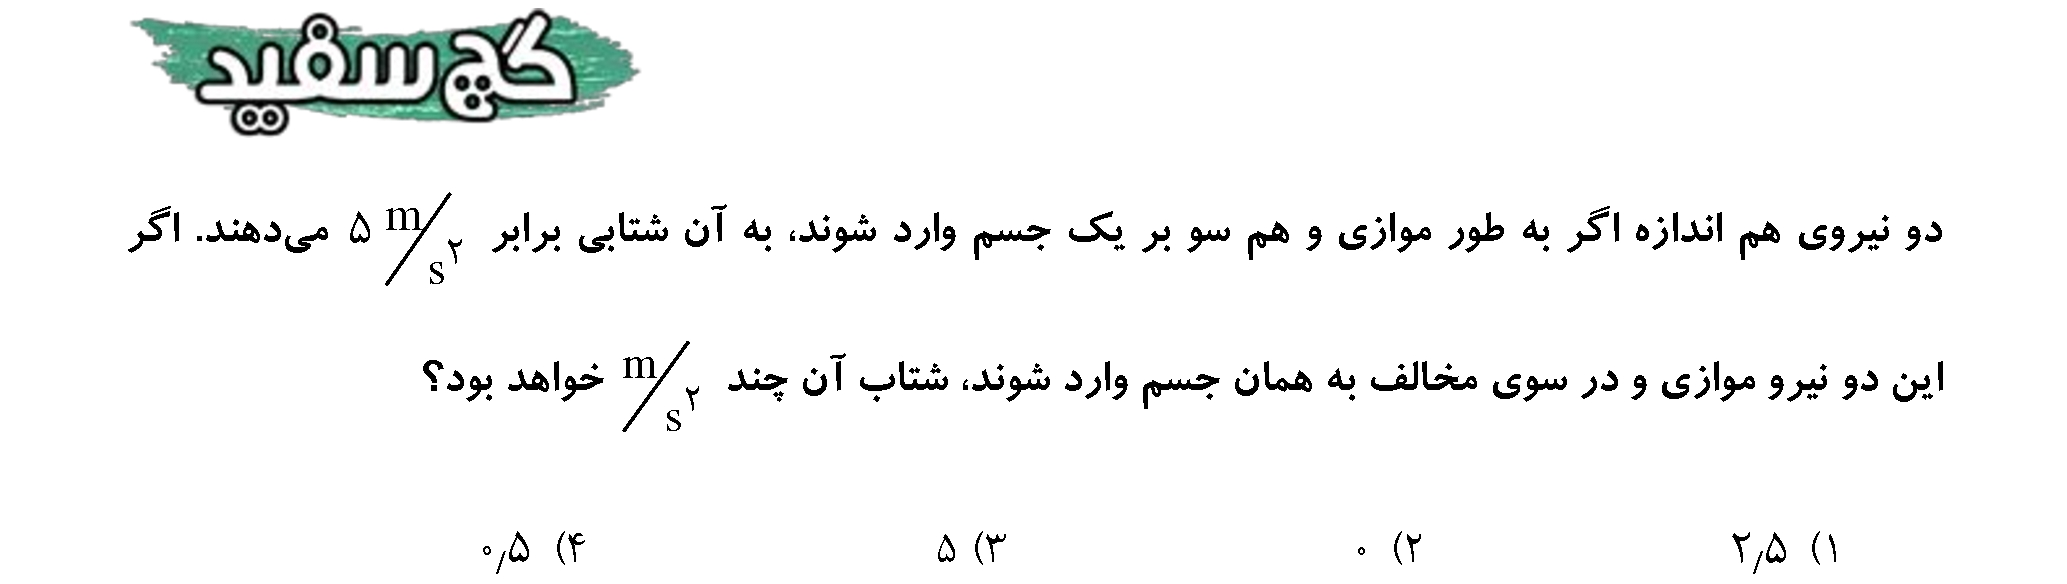 گچ سفید
دو نیروی هم اندازه اگر به طور موازی و هم سو بر یک جسم وارد شوند، به آن شتابی برابر ۵ m/s۲ می‌دهند. اگر
این دو نیرو موازی و در سوی مخالف به همان جسم وارد شوند، شتاب آن چند m/s۲ خواهد بود؟
۱) ۲٫۵ ۲) ۰ ۳) ۵ ۴) ۰٫۵